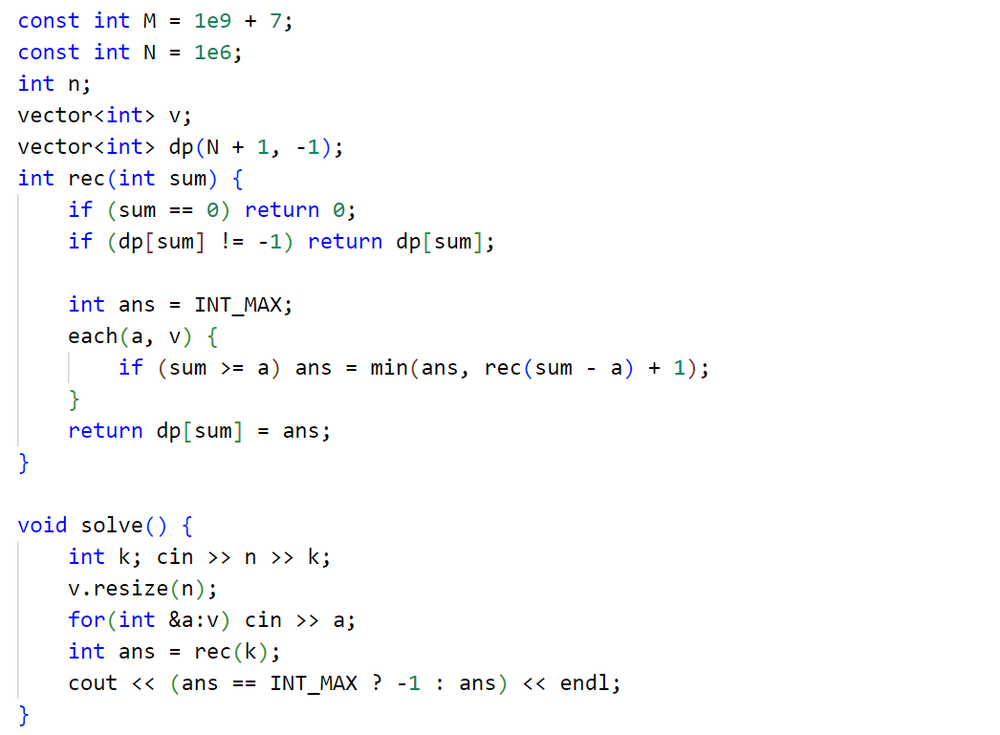 const int M = 1e9 + 7;
const int N = 1e6;
int n;
vector<int> v;
vector<int> dp(N + 1, -1);
int rec(int sum) {
    if (sum == 0) return 0;
    if (dp[sum] != -1) return dp[sum];

    int ans = INT_MAX;
    each(a, v) {
        if (sum >= a) ans = min(ans, rec(sum - a) + 1);
    }
    return dp[sum] = ans;
}

void solve() {
    int k; cin >> n >> k;
    v.resize(n);
    for(int &a:v) cin >> a;
    int ans = rec(k);
    cout << (ans == INT_MAX ? -1 : ans) << endl;
}